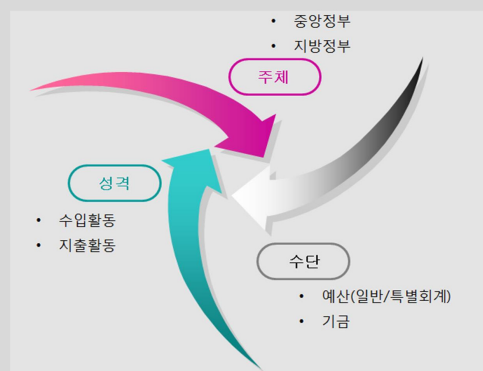 • 중앙정부
• 지방정부
주체
성격
• 수입활동
• 지출활동
수단
• 예산(일반/특별회계)
• 기금